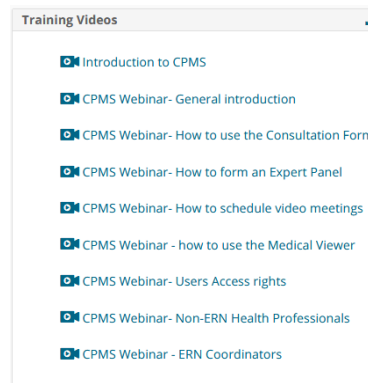 Training Videos
Introduction to CPMS
CPMS Webinar- General introduction
CPMS Webinar- How to use the Consultation Form
CPMS Webinar- How to form an Expert Panel
CPMS Webinar- How to schedule video meetings
CPMS Webinar - how to use the Medical Viewer
CPMS Webinar- Users Access rights
CPMS Webinar- Non-ERN Health Professionals
CPMS Webinar - ERN Coordinators